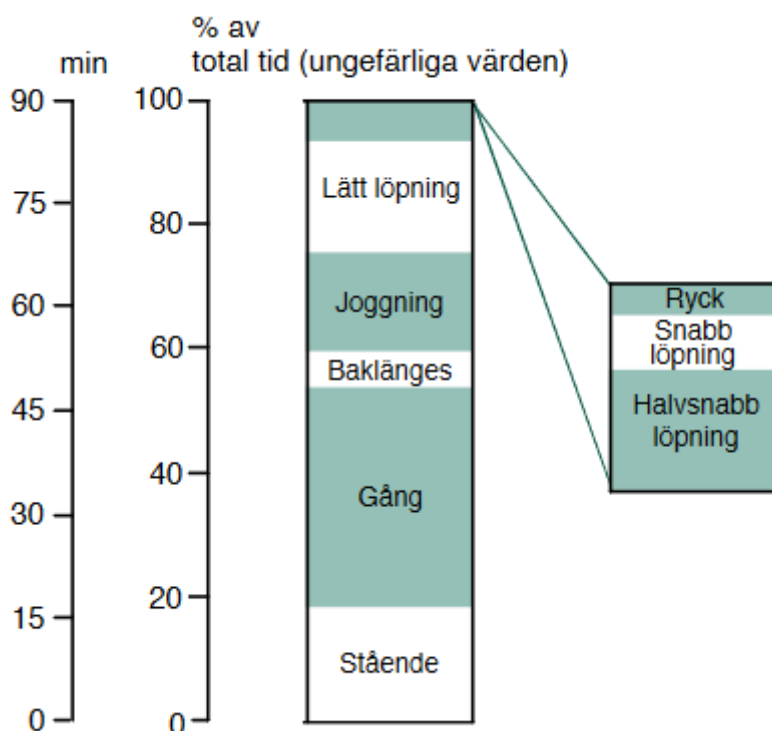 % av
min
total tid (ungefärliga värden)
90
75
60
45
30
15
0
100
80
60
40
20
0
Lätt löpning
Joggning
Baklänges
Gång
Stående
Ryck
Snabb
löpning
Halvsnabb
löpning